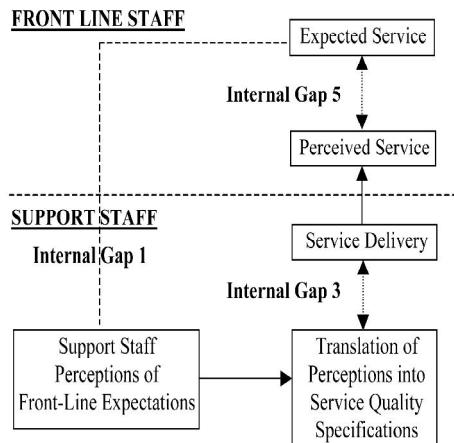 FRONT LINE STAFF
Expected Service
Internal Gap 5
Perceived Service
SUPPORT STAFF
Service Delivery
Internal Gap 1
Internal Gap 3
Support Staff
Perceptions of
Front-Line Expectations
Translation of
Perceptions into
Service Quality
Specifications